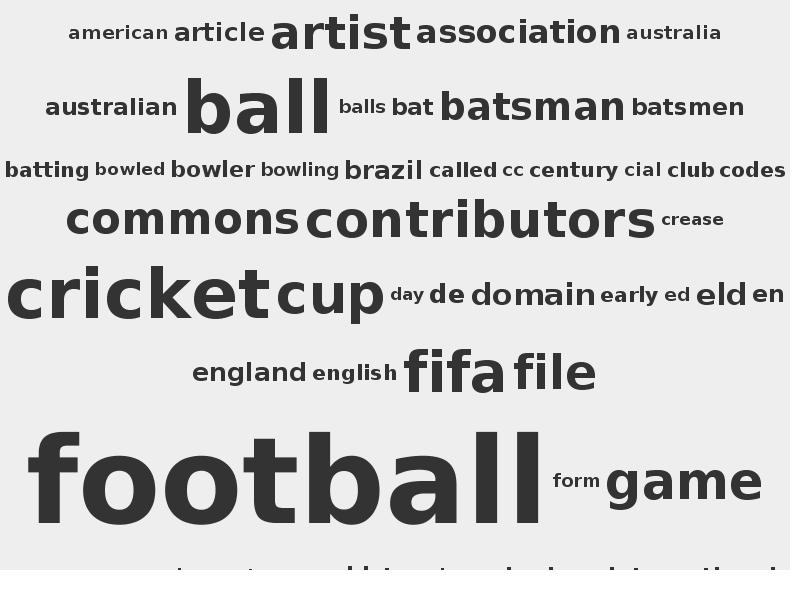 american article artist association australia
australian ball balls bat batsman batsmen
batting bowled bowler bowling brazil called cc century cial club codes
commons contributors crease
cricket cup day de domain early ed eld en
england english fifa file
football form game